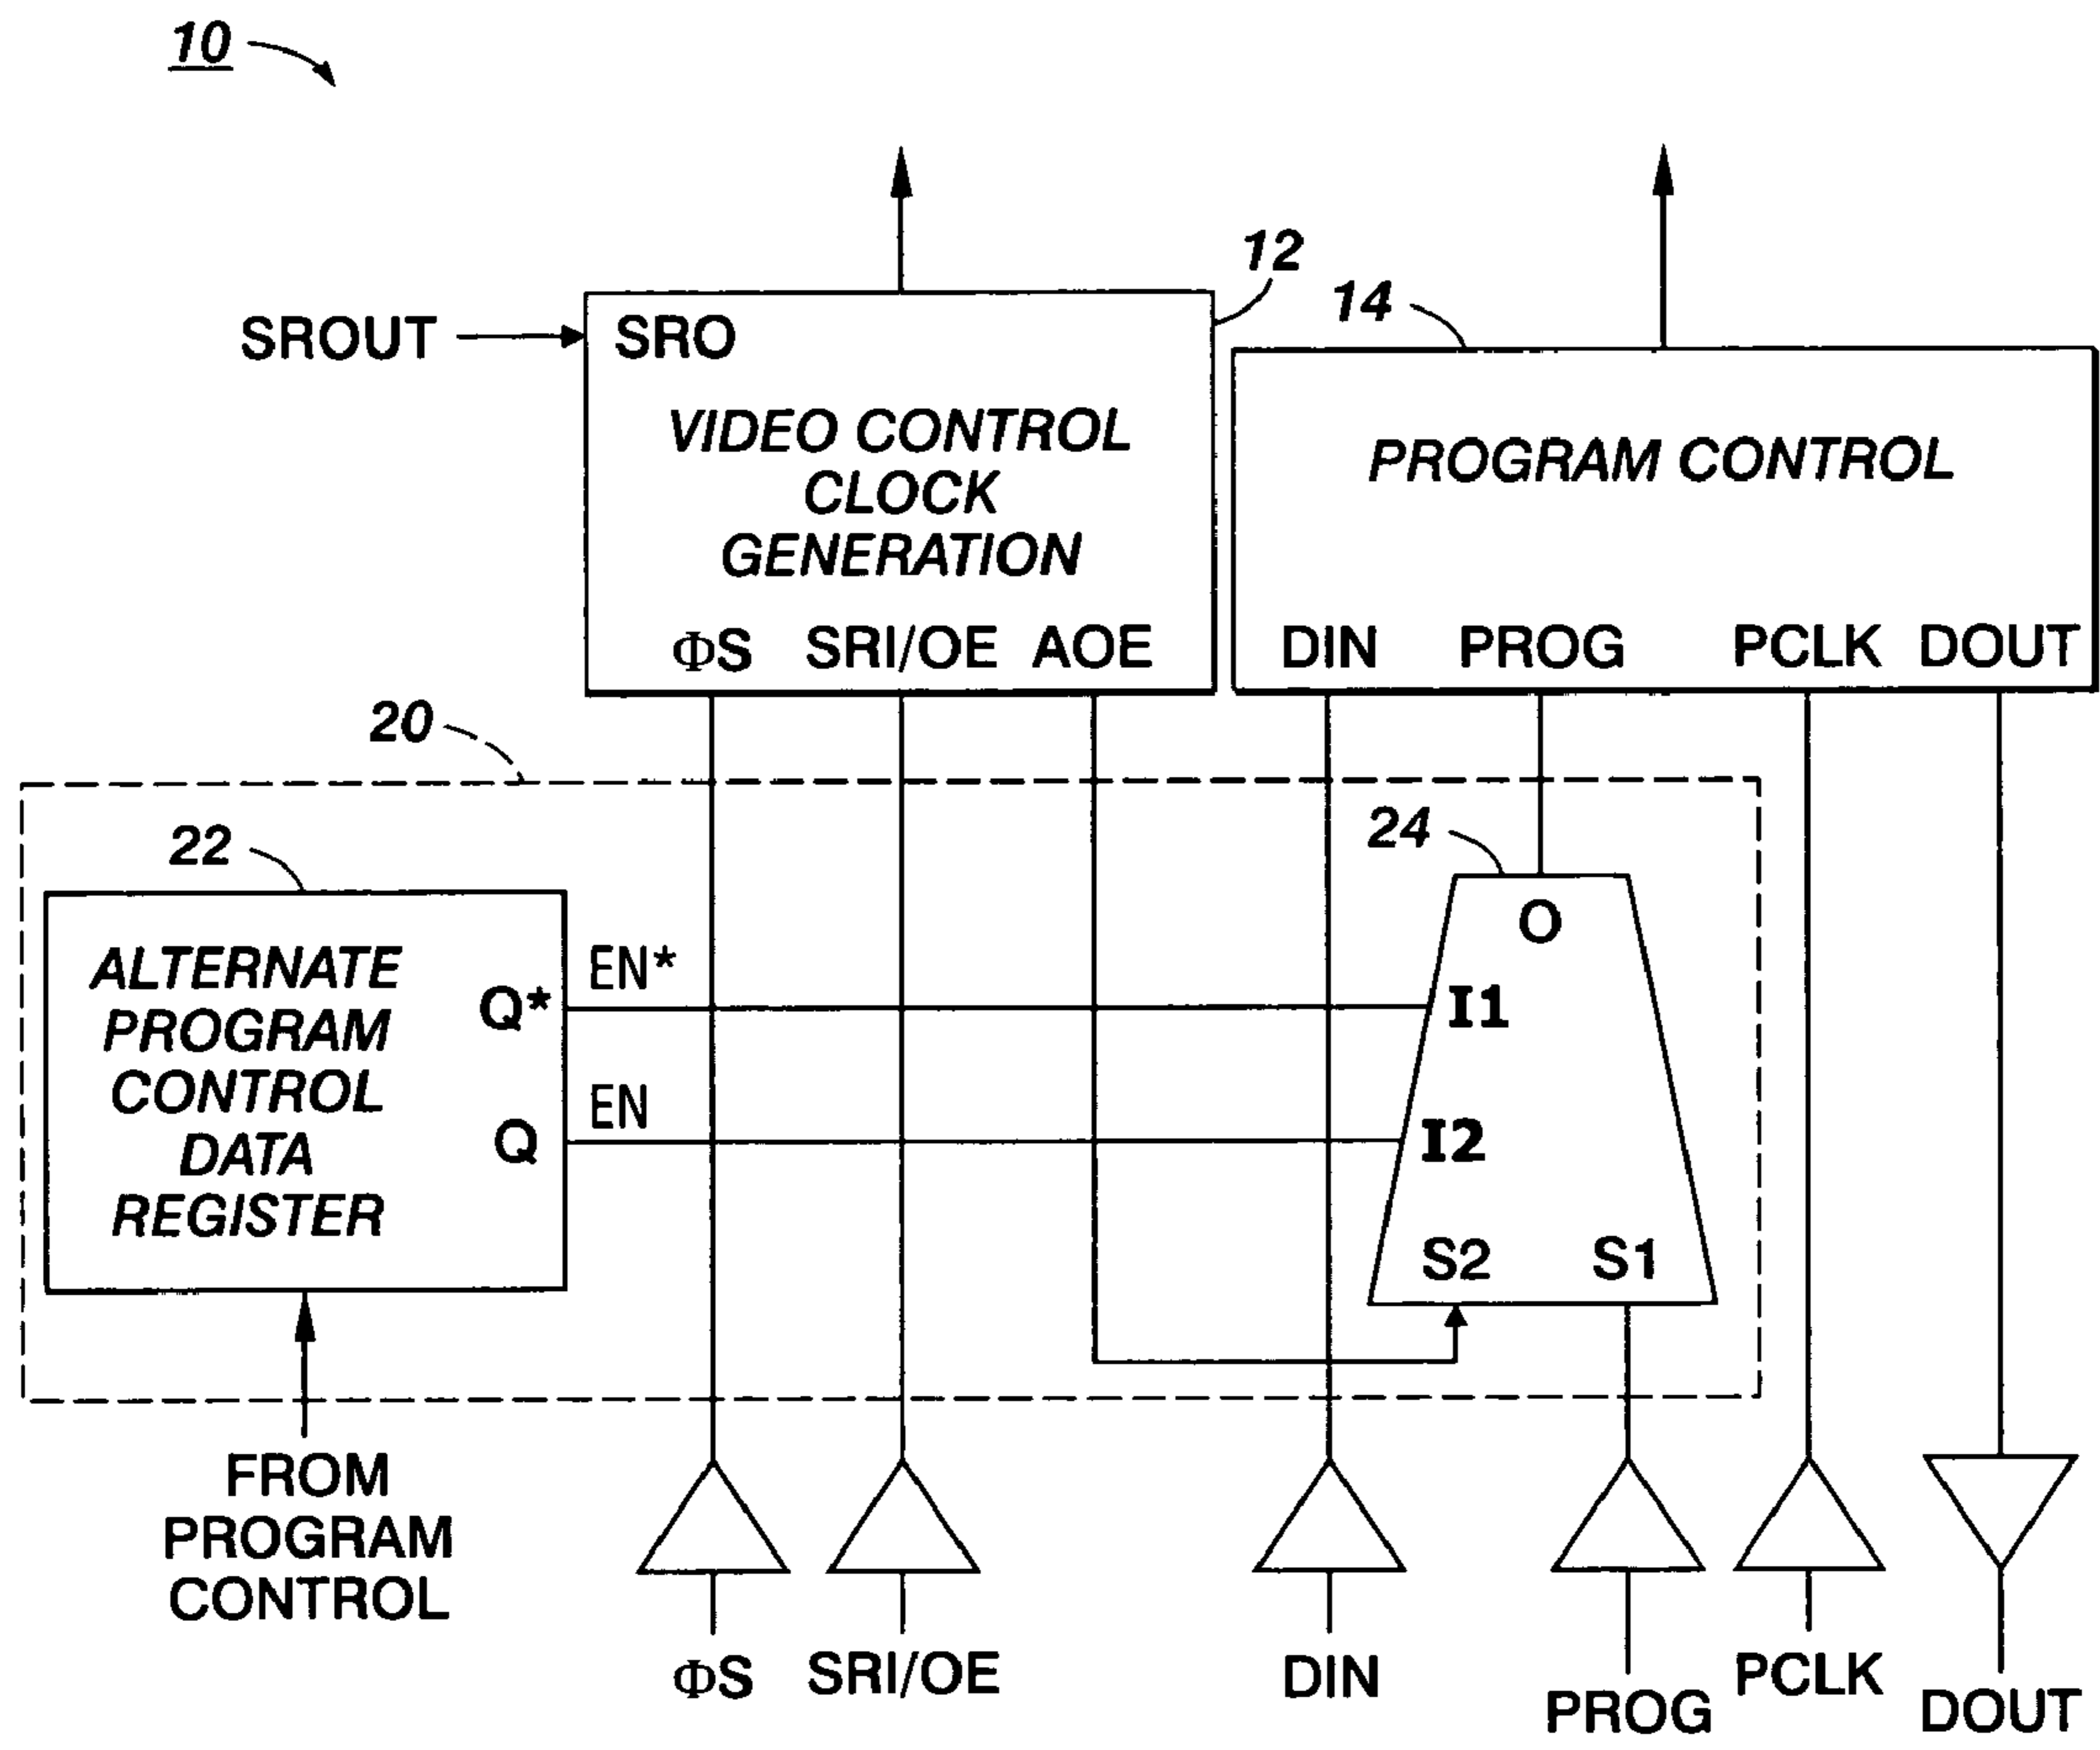 10
12
14
SROUT
SRO
VIDEO CONTROL
CLOCK
GENERATION
ΦS SRI/OE AOE
PROGRAM CONTROL
DIN PROG PCLK DOUT
20
22
24
ALTERNATE
PROGRAM
CONTROL
DATA
REGISTER
Q*
Q
EN*
EN
O
I1
I2
S2 S1
FROM
PROGRAM
CONTROL
ΦS SRI/OE DIN PROG PCLK DOUT